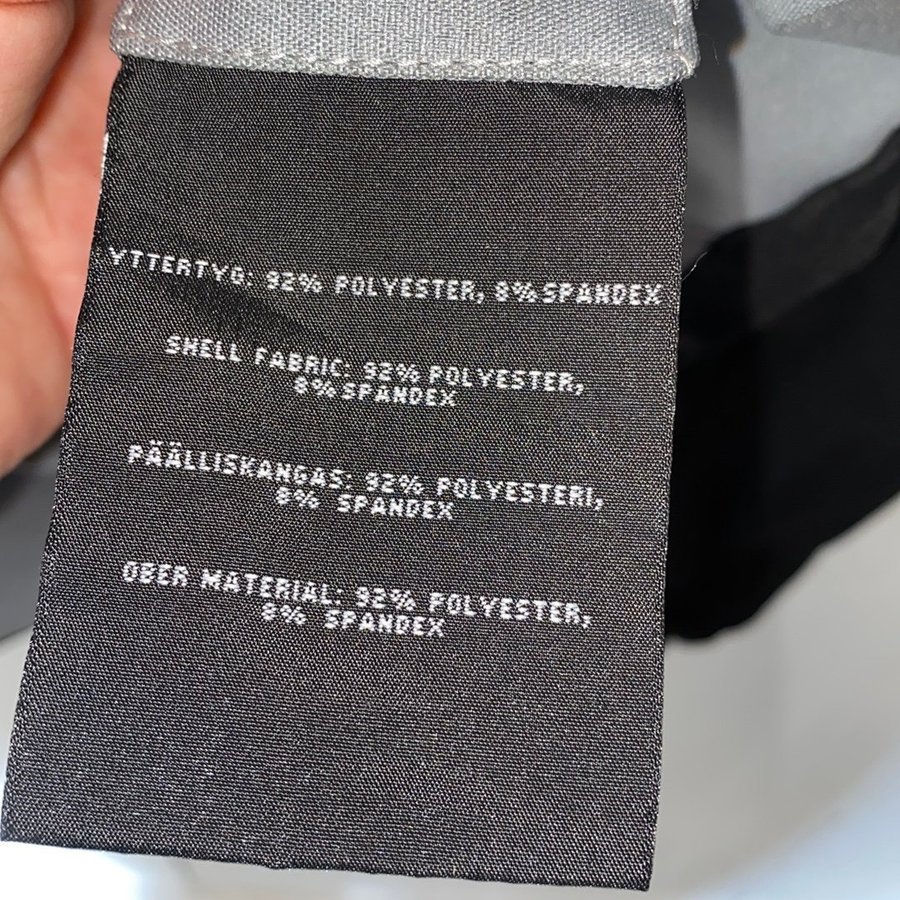 YTTERTYG: 92% POLYESTER, 8% SPANDEX
SHELL FABRIC: 92% POLYESTER,
8% SPANDEX
PÄÄLLISKANGAS: 92% POLYESTERI,
8% SPANDEX
OBER MATERIAL: 92% POLYESTER,
8% SPANDEX